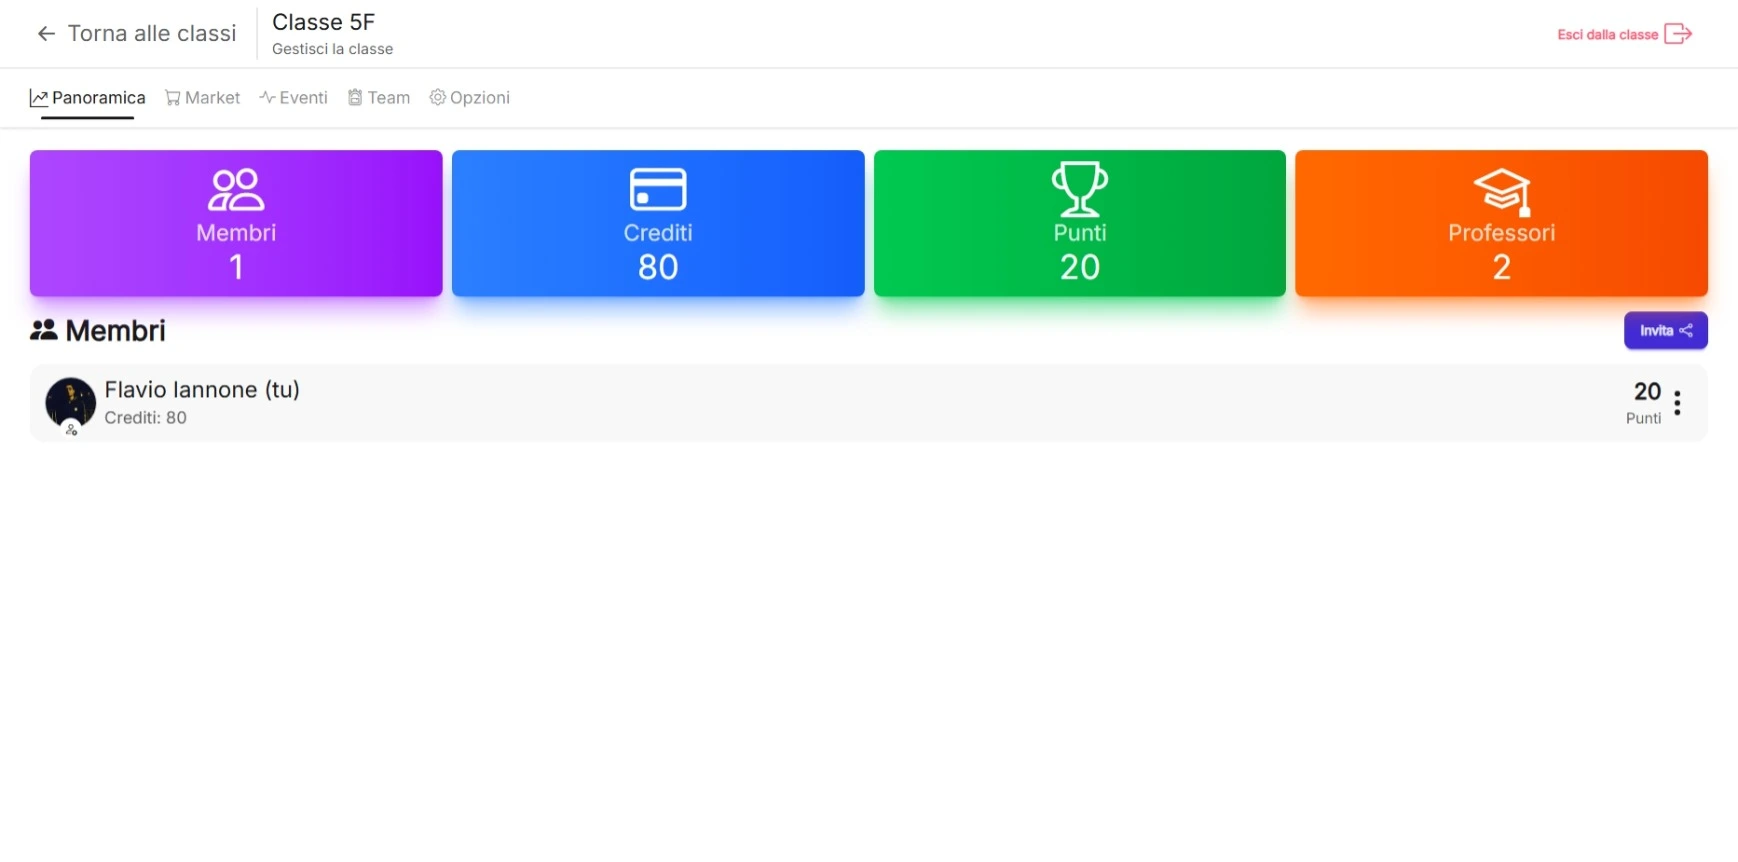 Torna alle classi
Classe 5F
Gestisci la classe
Esci dalla classe
Panoramica
Market
Eventi
Team
Opzioni
Membri
1
Crediti
80
Punti
20
Professori
2
Membri
Invita
Flavio Iannone (tu)
Crediti: 80
20
Punti